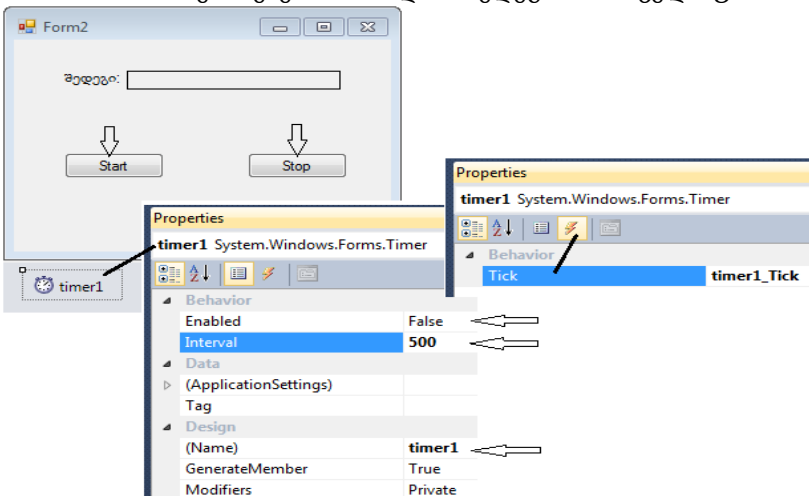 Form2
შედეგი:
Start
Stop
timer1
Properties
timer1 System.Windows.Forms.Timer
Behavior
Enabled False
Interval 500
Data
(ApplicationSettings)
Tag
Design
(Name) timer1
GenerateMember True
Modifiers Private
Properties
timer1 System.Windows.Forms.Timer
Behavior
Tick timer1_Tick